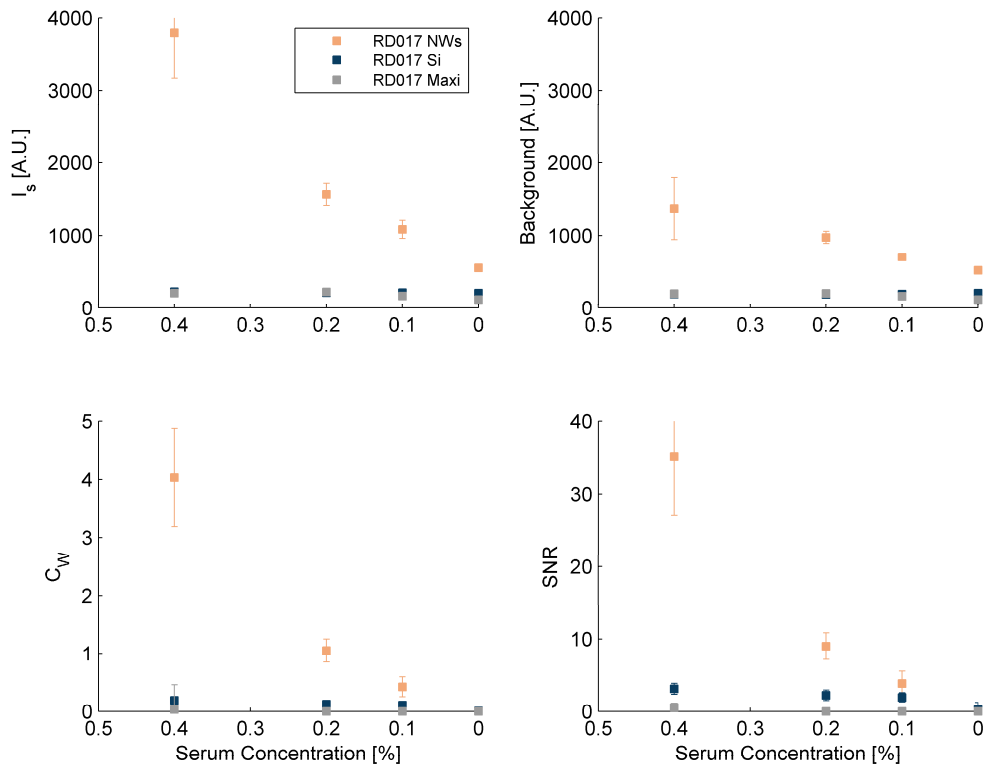 4000
3000
2000
1000
0
0.5 0.4 0.3 0.2 0.1 0
I_s [A.U.]
RD017 NWs
RD017 Si
RD017 Maxi
4000
3000
2000
1000
0
0.5 0.4 0.3 0.2 0.1 0
Background [A.U.]
5
4
3
2
1
0
0.5 0.4 0.3 0.2 0.1 0
C_W
Serum Concentration [%]
40
30
20
10
0
0.5 0.4 0.3 0.2 0.1 0
SNR
Serum Concentration [%]